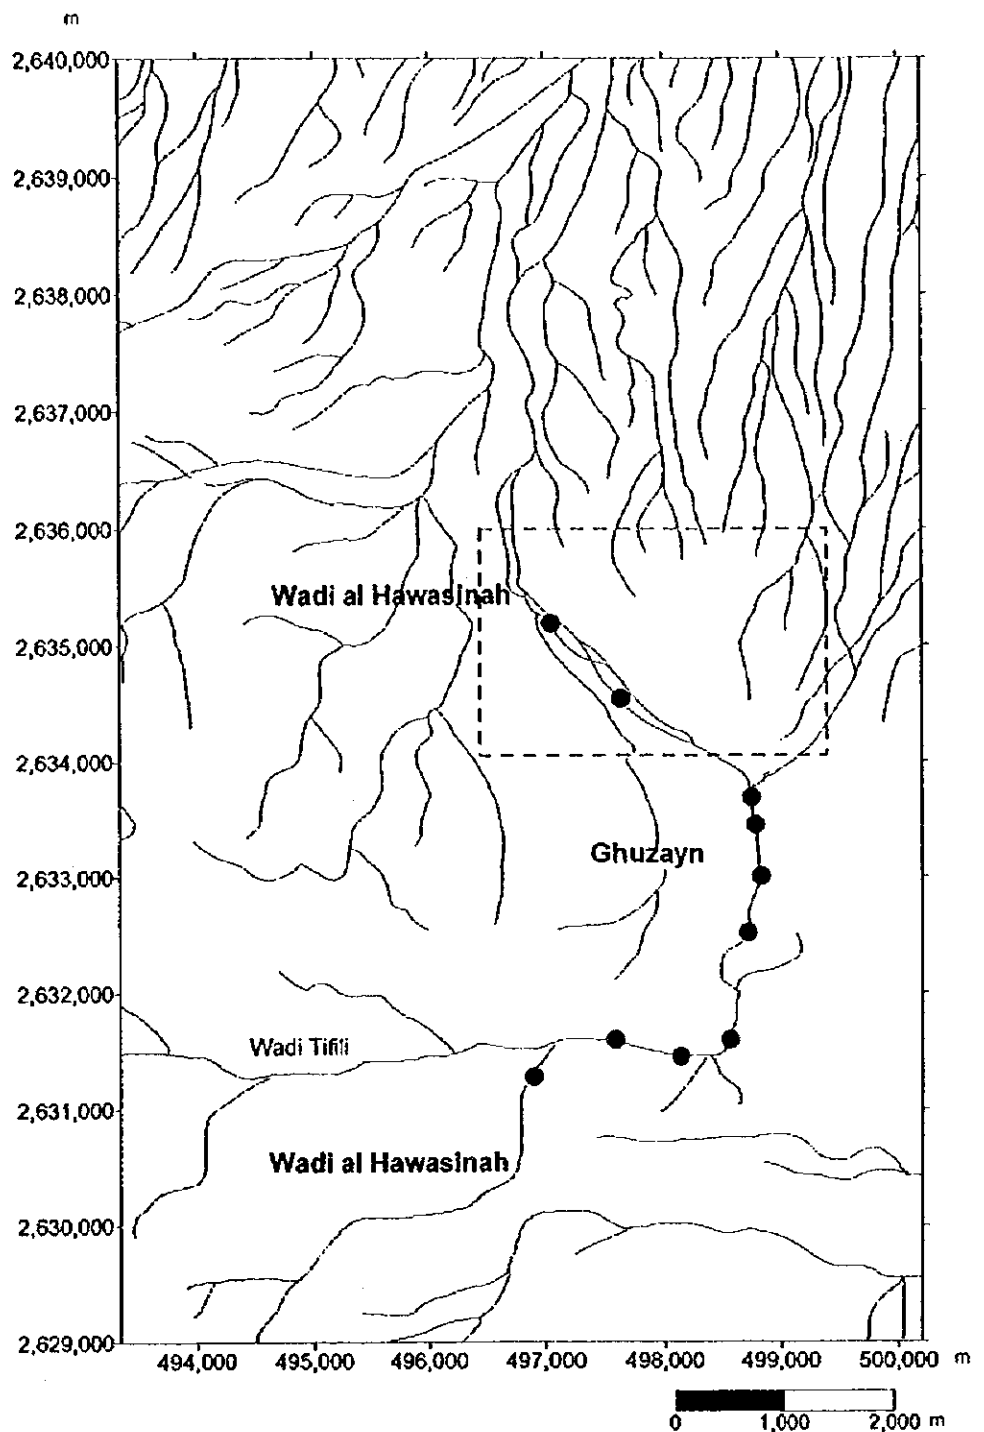 m
2,640,000
2,639,000
2,638,000
2,637,000
2,636,000
Wadi al Hawasinah
2,635,000
2,634,000
Ghuzayn
2,633,000
2,632,000
Wadi Tifili
2,631,000
Wadi al Hawasinah
2,630,000
2,629,000
494,000 495,000 496,000 497,000 498,000 499,000 500,000 m
0 1,000 2,000 m